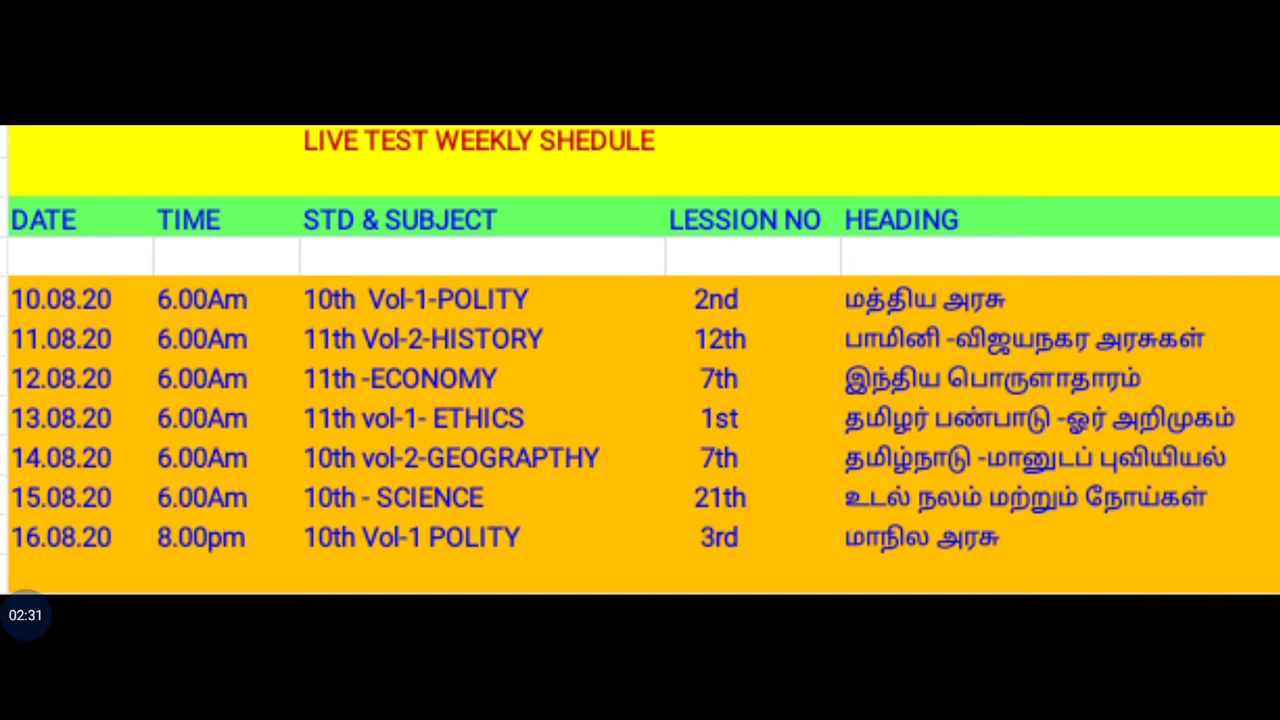 LIVE TEST WEEKLY SHEDULE
DATE TIME STD & SUBJECT LESSION NO HEADING
10.08.20 6.00Am 10th Vol-1-POLITY 2nd மத்திய அரசு
11.08.20 6.00Am 11th Vol-2-HISTORY 12th பாமினி -விஜயநகர அரசுகள்
12.08.20 6.00Am 11th -ECONOMY 7th இந்திய பொருளாதாரம்
13.08.20 6.00Am 11th vol-1- ETHICS 1st தமிழர் பண்பாடு -ஓர் அறிமுகம்
14.08.20 6.00Am 10th vol-2-GEOGRAPTHY 7th தமிழ்நாடு -மானுடப் புவியியல்
15.08.20 6.00Am 10th - SCIENCE 21th உடல் நலம் மற்றும் நோய்கள்
16.08.20 8.00pm 10th Vol-1 POLITY 3rd மாநில அரசு
02:31